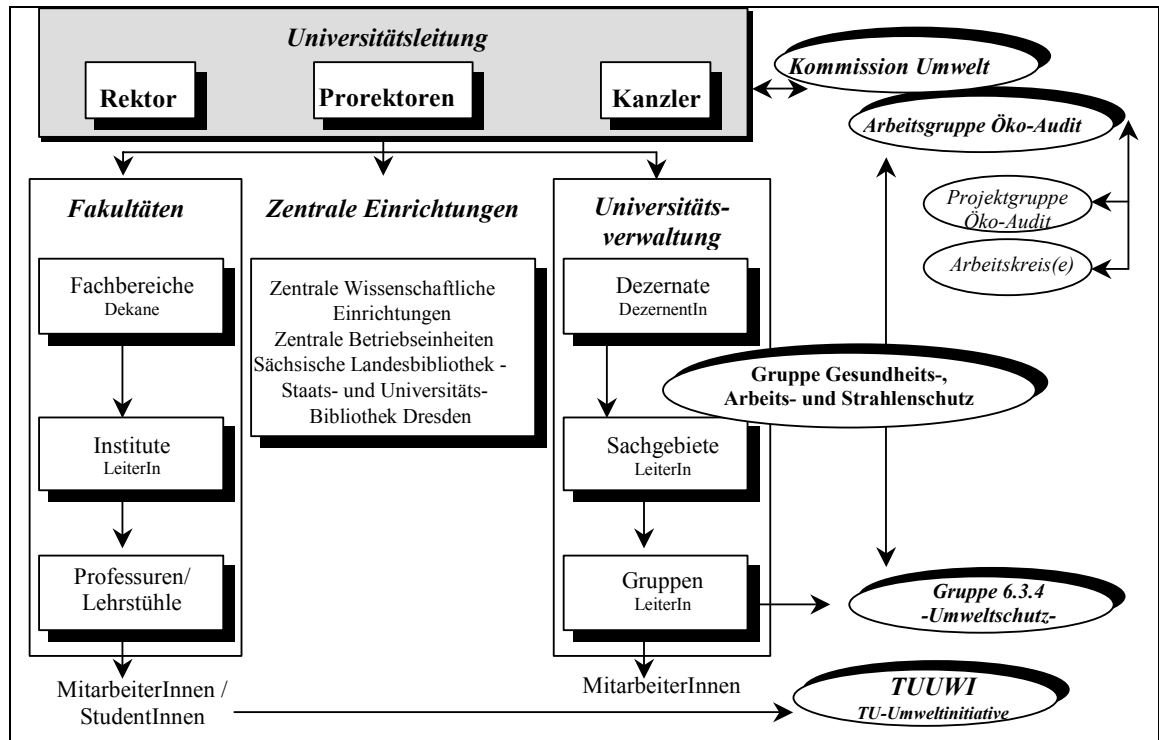 Universitätsleitung
Rektor
Prorektoren
Kanzler
Kommission Umwelt
Arbeitsgruppe Öko-Audit
Projektgruppe
Öko-Audit
Arbeitskreis(e)
Fakultäten
Fachbereiche
Dekane
Institute
LeiterIn
Professuren/
Lehrstühle
MitarbeiterInnen /
StudentInnen
Zentrale Einrichtungen
Zentrale Wissenschaftliche
Einrichtungen
Zentrale Betriebseinheiten
Sächsische Landesbibliothek -
Staats- und Universitäts-
Bibliothek Dresden
Universitäts-
verwaltung
Dezernate
DezernentIn
Sachgebiete
LeiterIn
Gruppen
LeiterIn
MitarbeiterInnen
Gruppe Gesundheits-,
Arbeits- und Strahlenschutz
Gruppe 6.3.4
-Umweltschutz-
TUUWI
TU-Umweltinitiative